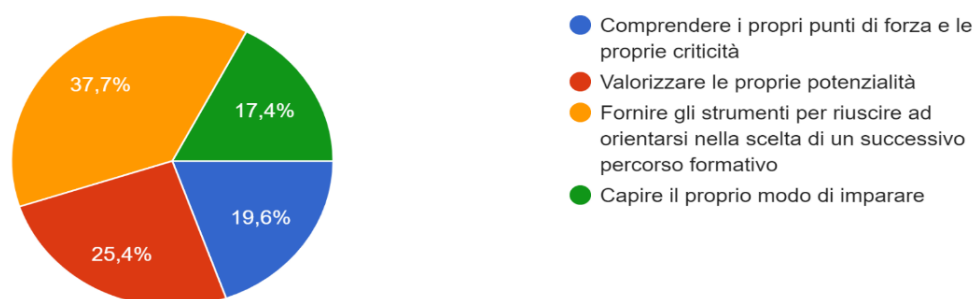 37,7%
17,4%
19,6%
25,4%
Comprendere i propri punti di forza e le
proprie criticità
Valorizzare le proprie potenzialità
Fornire gli strumenti per riuscire ad
orientarsi nella scelta di un successivo
percorso formativo
Capire il proprio modo di imparare